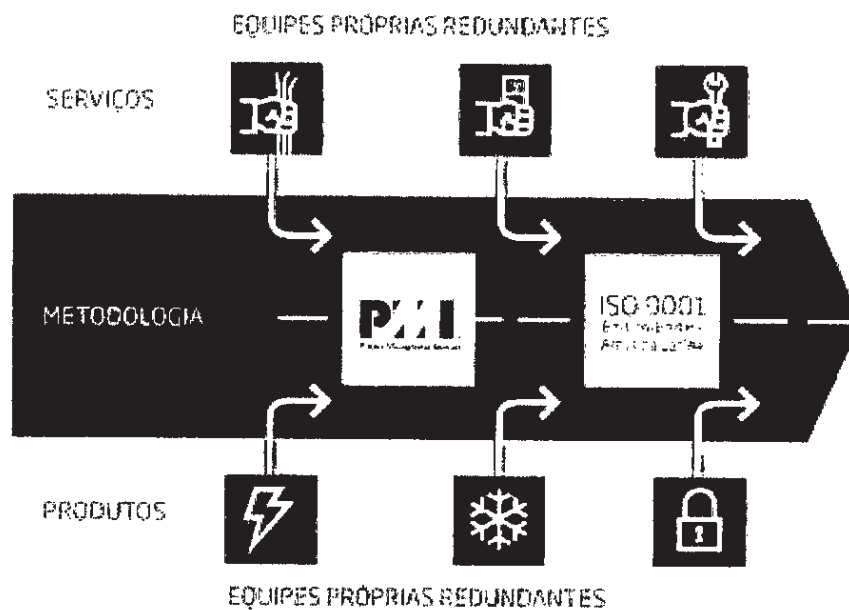 EQUIPES PRÓPRIAS REDUNDANTES
SERVIÇOS
METODOLOGIA
PMI
ISO 9001
PRODUTOS
EQUIPES PRÓPRIAS REDUNDANTES